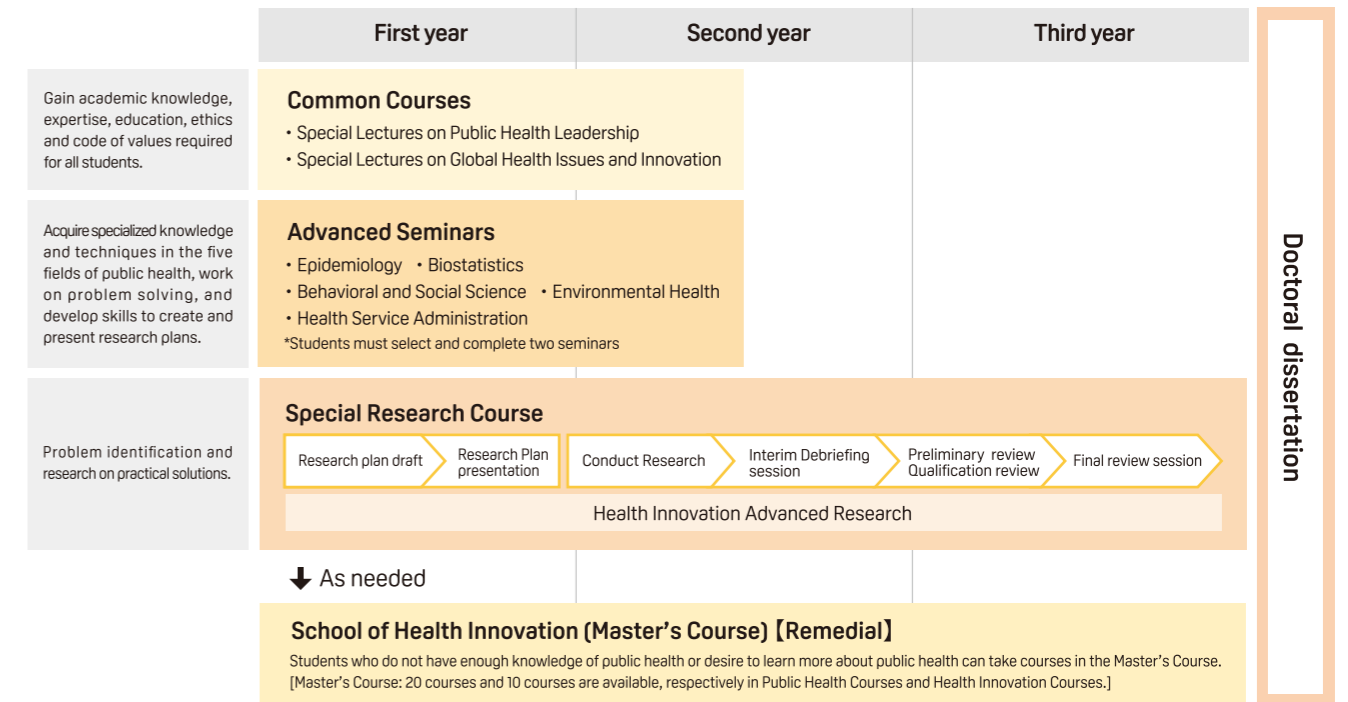 First year
Second year
Third year
Gain academic knowledge,
expertise, education, ethics
and code of values required
for all students.
Common Courses
・Special Lectures on Public Health Leadership
・Special Lectures on Global Health Issues and Innovation
Acquire specialized knowledge
and techniques in the five
fields of public health, work
on problem solving, and
develop skills to create and
present research plans.
Advanced Seminars
・Epidemiology ・Biostatistics
・Behavioral and Social Science ・Environmental Health
・Health Service Administration
*Students must select and complete two seminars
Problem identification and
research on practical solutions.
Special Research Course
Research plan draft
Research Plan
presentation
Conduct Research
Interim Debriefing
session
Preliminary review
Qualification review
Final review session
Health Innovation Advanced Research
As needed
School of Health Innovation (Master's Course)【Remedial】
Students who do not have enough knowledge of public health or desire to learn more about public health can take courses in the Master's Course.
[Master's Course: 20 courses and 10 courses are available, respectively in Public Health Courses and Health Innovation Courses.]
Doctoral dissertation